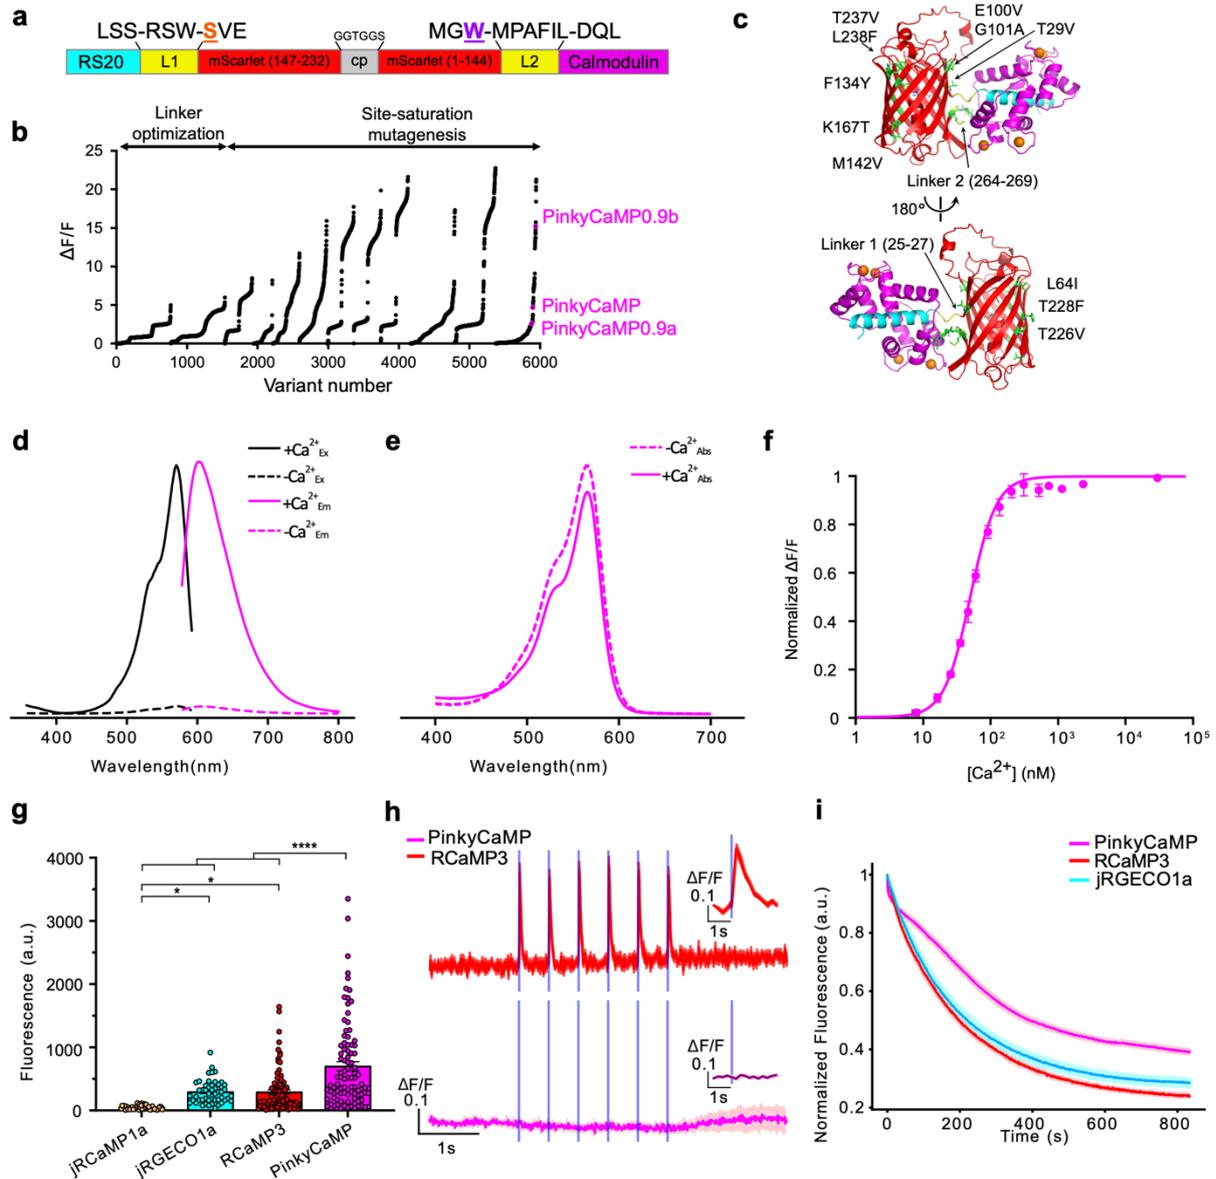 a
LSS-RSW-SVE
GGTGGS
MGW-MPAFIL-DQL
RS20
L1
mScarlet (147-232)
cp
mScarlet (1-144)
L2
Calmodulin
b
Linker
optimization
Site-saturation
mutagenesis
25
20
15
10
5
0
ΔF/F
0
1000
2000
3000
4000
5000
6000
Variant number
PinkyCaMP0.9b
PinkyCaMP
PinkyCaMP0.9a
c
T237V
L238F
E100V
G101A
T29V
F134Y
K167T
M142V
Linker 2 (264-269)
180°
Linker 1 (25-27)
L64I
T228F
T226V
d
+Ca2+Ex
-Ca2+Ex
+Ca2+Em
-Ca2+Em
400
500
600
700
800
Wavelength(nm)
e
-Ca2+Abs
+Ca2+Abs
400
500
600
700
Wavelength(nm)
f
Normalized ΔF/F
1
0.8
0.6
0.4
0.2
0
1
10
10²
10³
10⁴
10⁵
[Ca2+] (nM)
g
Fluorescence (a.u.)
4000
3000
2000
1000
0
****
*
*
jRCaMP1a
jRGECO1a
RCaMP3
PinkyCaMP
h
PinkyCaMP
RCaMP3
ΔF/F
0.1
1s
ΔF/F
0.1
1s
ΔF/F
0.1
1s
i
PinkyCaMP
RCaMP3
jRGECO1a
Normalized Fluorescence (a.u.)
1
0.8
0.6
0.4
0.2
0
200
400
600
800
Time (s)